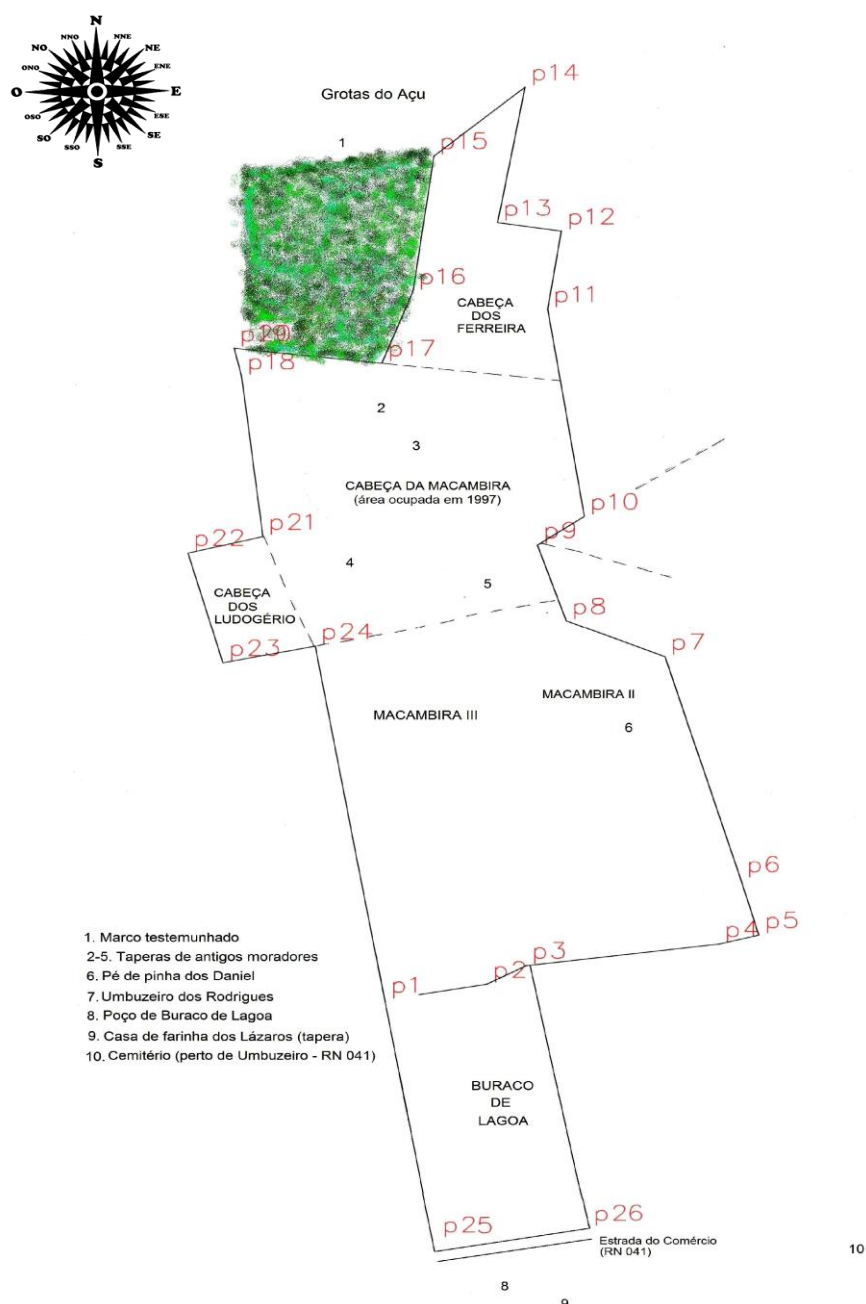 N
NNO
NNE
NO
NE
ONO
ENE
O
E
OSO
ESE
SO
SE
SSO
SSE
S
Grotas do Açu
p14
1
p15
p13
p12
p16
p11
CABEÇA
DOS
FERREIRA
p19
p20
p17
p18
2
3
CABEÇA DA MACAMBIRA
(área ocupada em 1997)
p10
p21
p9
p22
4
5
CABEÇA
DOS
LUDOGÉRIO
p8
p24
p23
p7
MACAMBIRA II
MACAMBIRA III
6
p6
p5
p4
p3
p2
p1
1. Marco testemunhado
2-5. Taperas de antigos moradores
6. Pé de pinha dos Daniel
7. Umbuzeiro dos Rodrigues
8. Poço de Buraco de Lagoa
9. Casa de farinha dos Lázaros (tapera)
10. Cemitério (perto de Umbuzeiro - RN 041)
BURACO
DE
LAGOA
p26
p25
Estrada do Comércio
(RN 041)
10
8
9